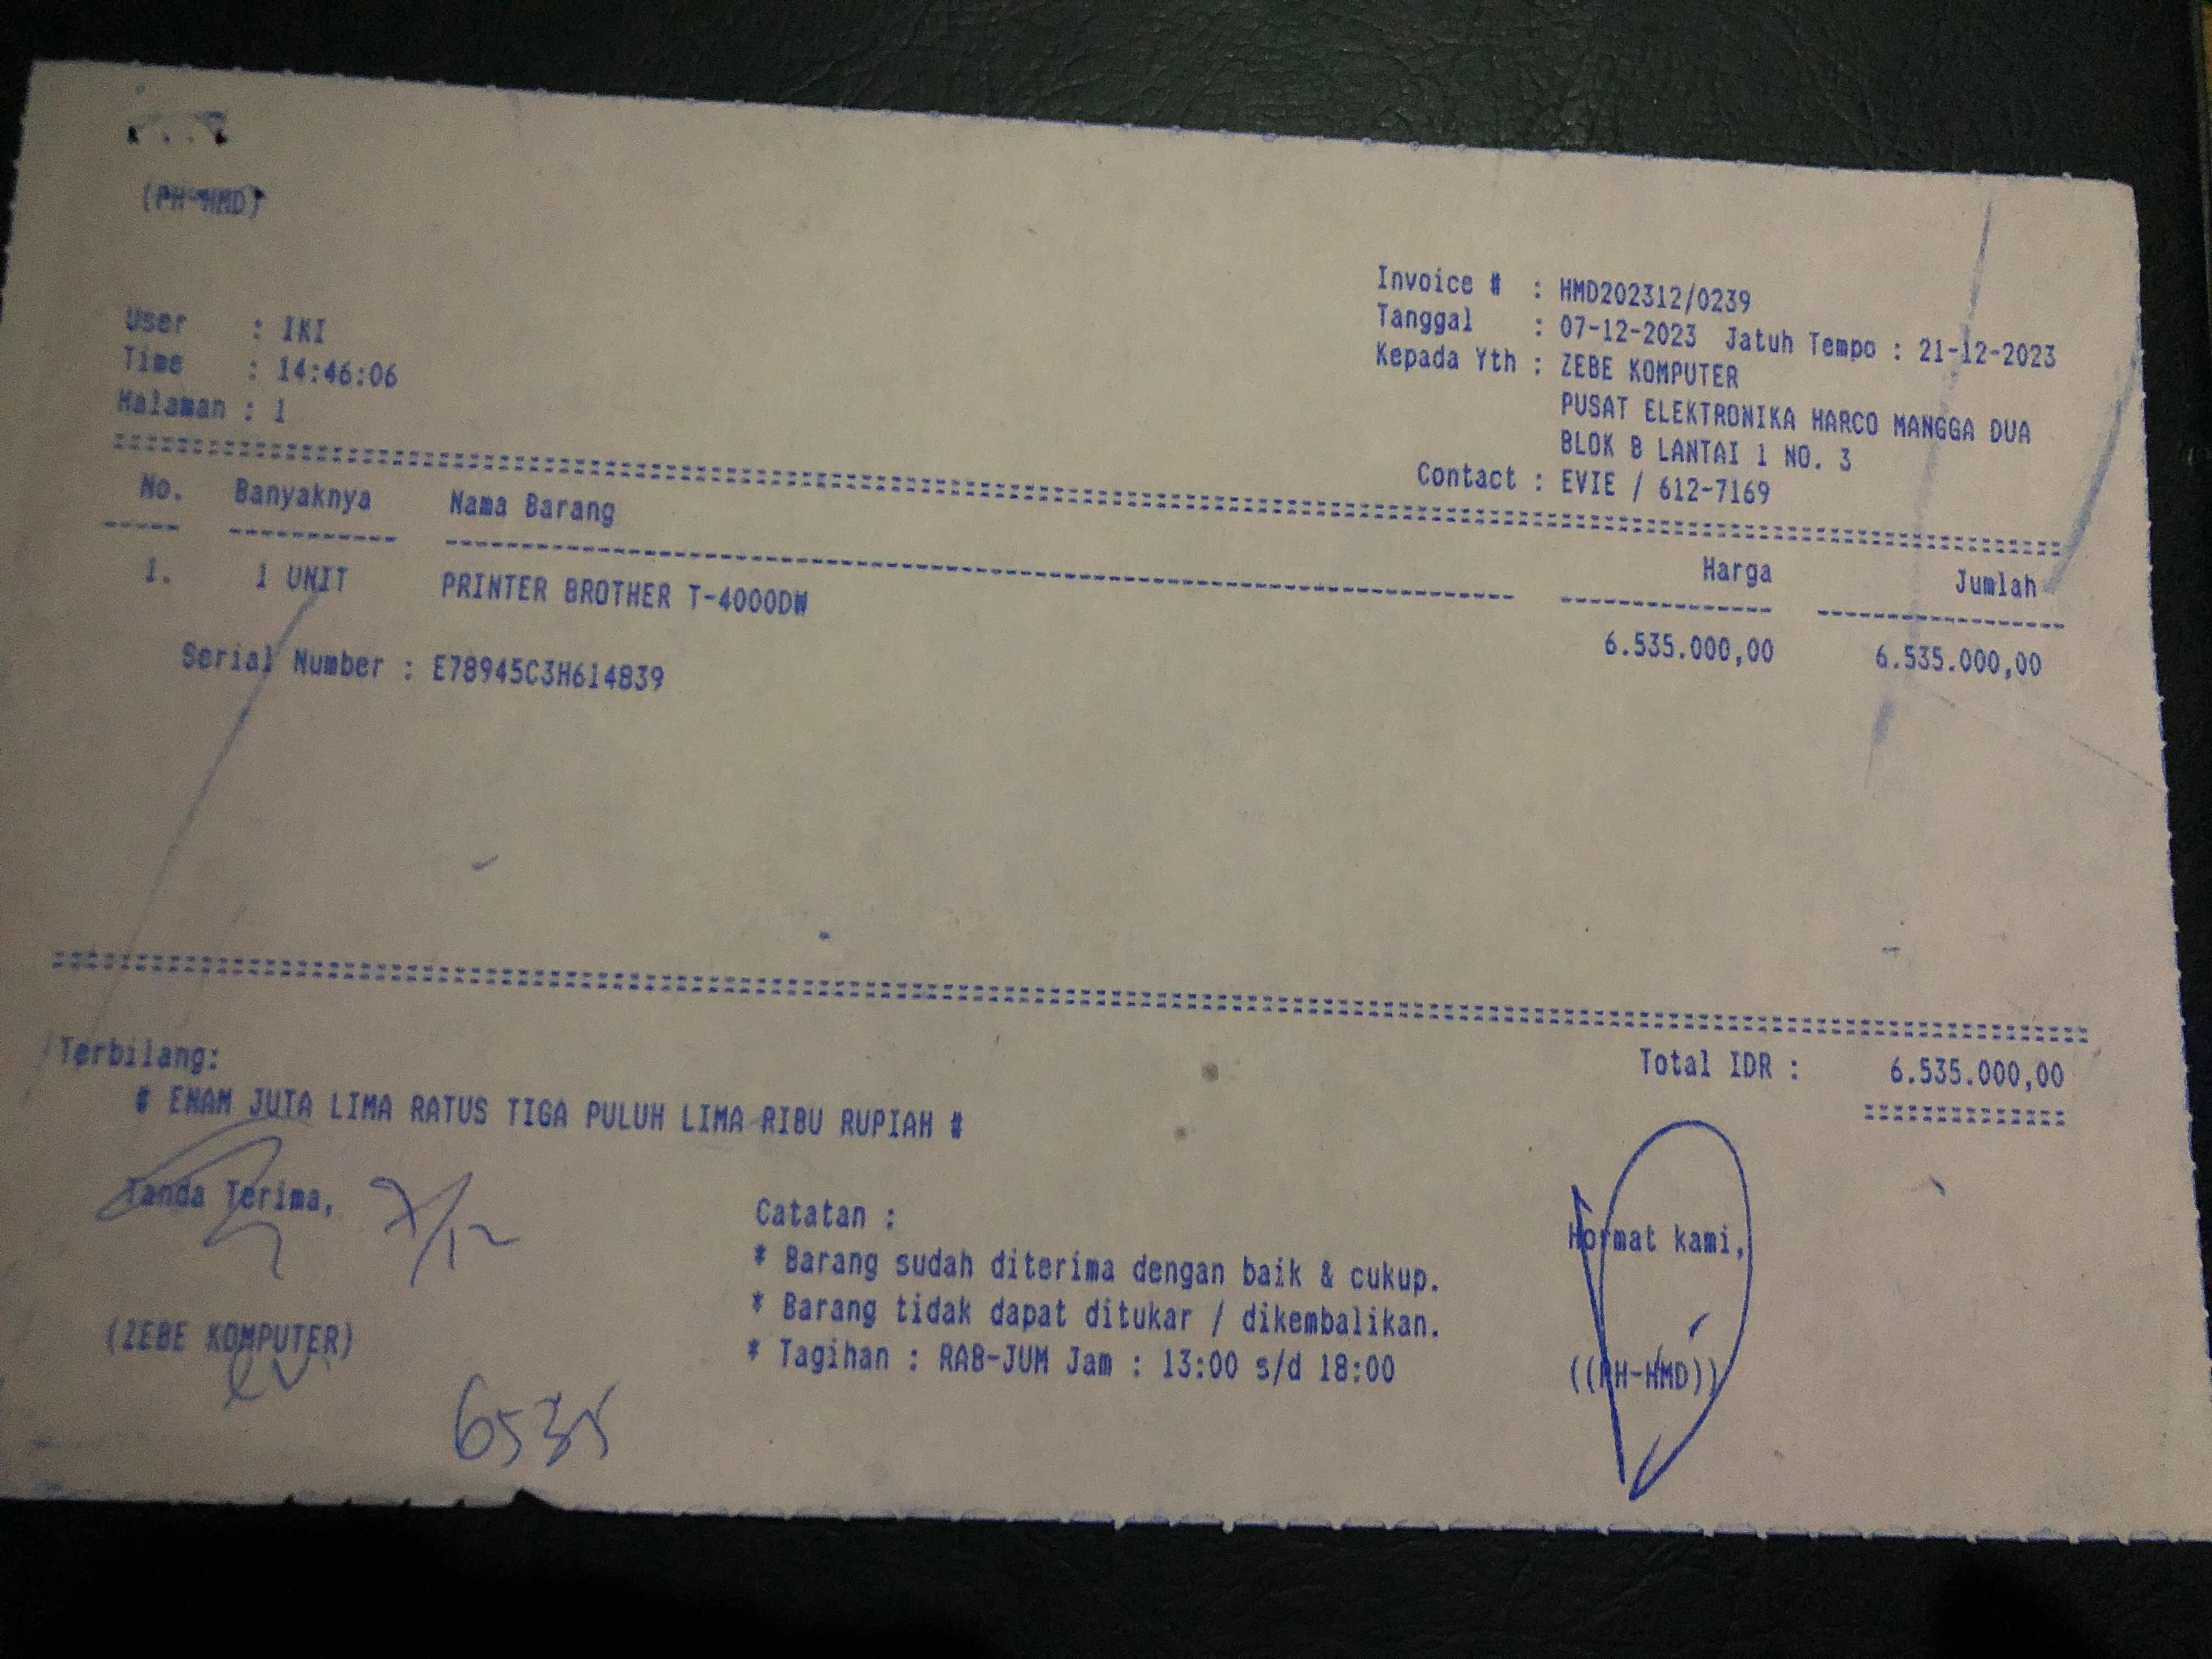 (PH-HMD)
Invoice # : HMD202312/0239
User : IKI
Tanggal : 07-12-2023 Jatuh Tempo : 21-12-2023
Time : 14:46:06
Kepada Yth : ZEBE KOMPUTER
Halaman : 1
PUSAT ELEKTRONIKA HARCO MANGGA DUA
BLOK B LANTAI 1 NO. 3
Contact : EVIE / 612-7169
No. Banyaknya Nama Barang Harga Jumlah
1. 1 UNIT PRINTER BROTHER T-4000DW 6.535.000,00 6.535.000,00
Serial Number : E78945C3H614839
Terbilang: Total IDR : 6.535.000,00
# ENAM JUTA LIMA RATUS TIGA PULUH LIMA RIBU RUPIAH #
Tanda Terima, 7/12
Catatan :
Hormat kami,
* Barang sudah diterima dengan baik & cukup.
* Barang tidak dapat ditukar / dikembalikan.
* Tagihan : RAB-JUM Jam : 13:00 s/d 18:00
(ZEBE KOMPUTER)
((PH-HMD))
6535